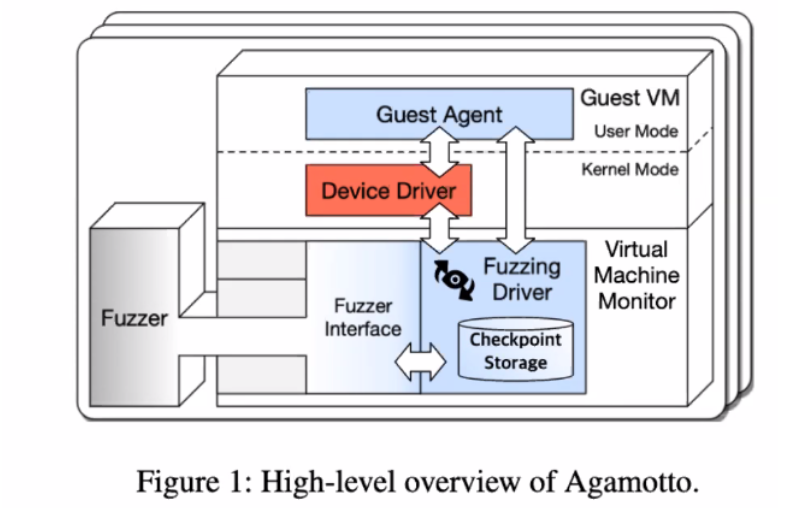 Guest Agent
Guest VM
User Mode
Kernel Mode
Device Driver
Fuzzer
Fuzzer
Interface
Fuzzing
Driver
Checkpoint
Storage
Virtual
Machine
Monitor
Figure 1: High-level overview of Agamotto.